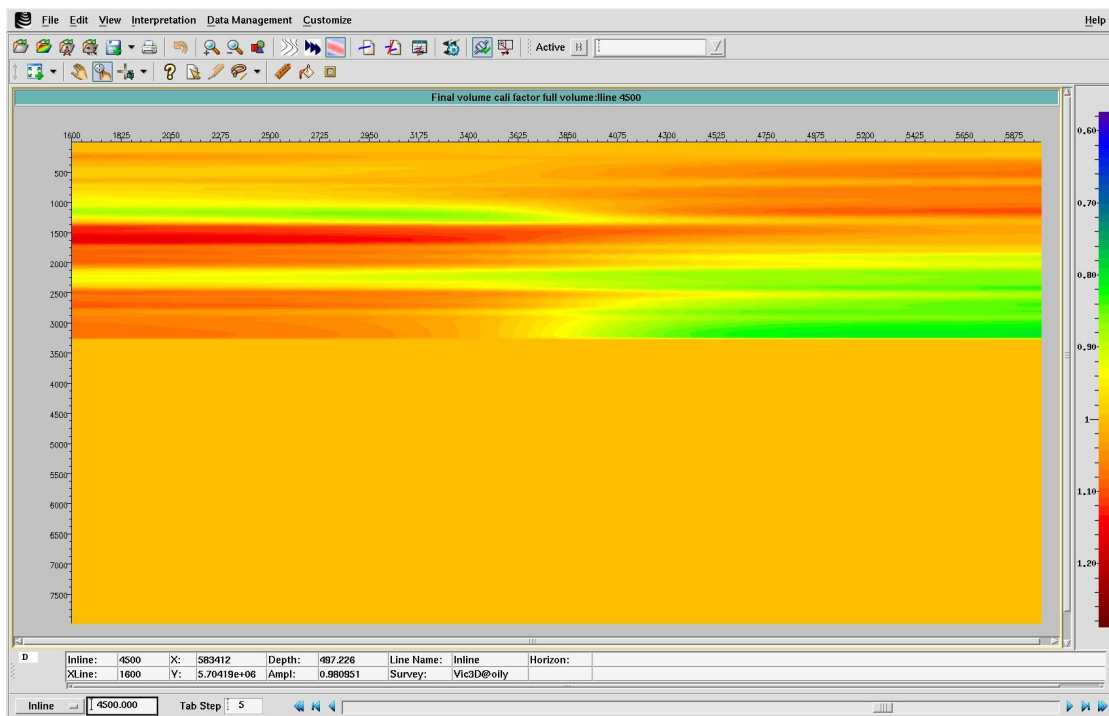 File Edit View Interpretation Data Management Customize Help
Active
Final volume cali factor full volume:Iline 4500
1600 1825 2050 2275 2500 2725 2950 3175 3400 3625 3850 4075 4300 4525 4750 4975 5200 5425 5650 5875
500
1000
1500
2000
2500
3000
3500
4000
4500
5000
5500
6000
6500
7000
7500
0.60
0.70
0.80
0.90
1
1.10
1.20
D
Inline: 4500 X: 583412 Depth: 497.226 Line Name: Inline Horizon:
XLine: 1600 Y: 5.70419e+06 Ampl: 0.980951 Survey: Vic3D@oily
Inline 4500.000 Tab Step 5